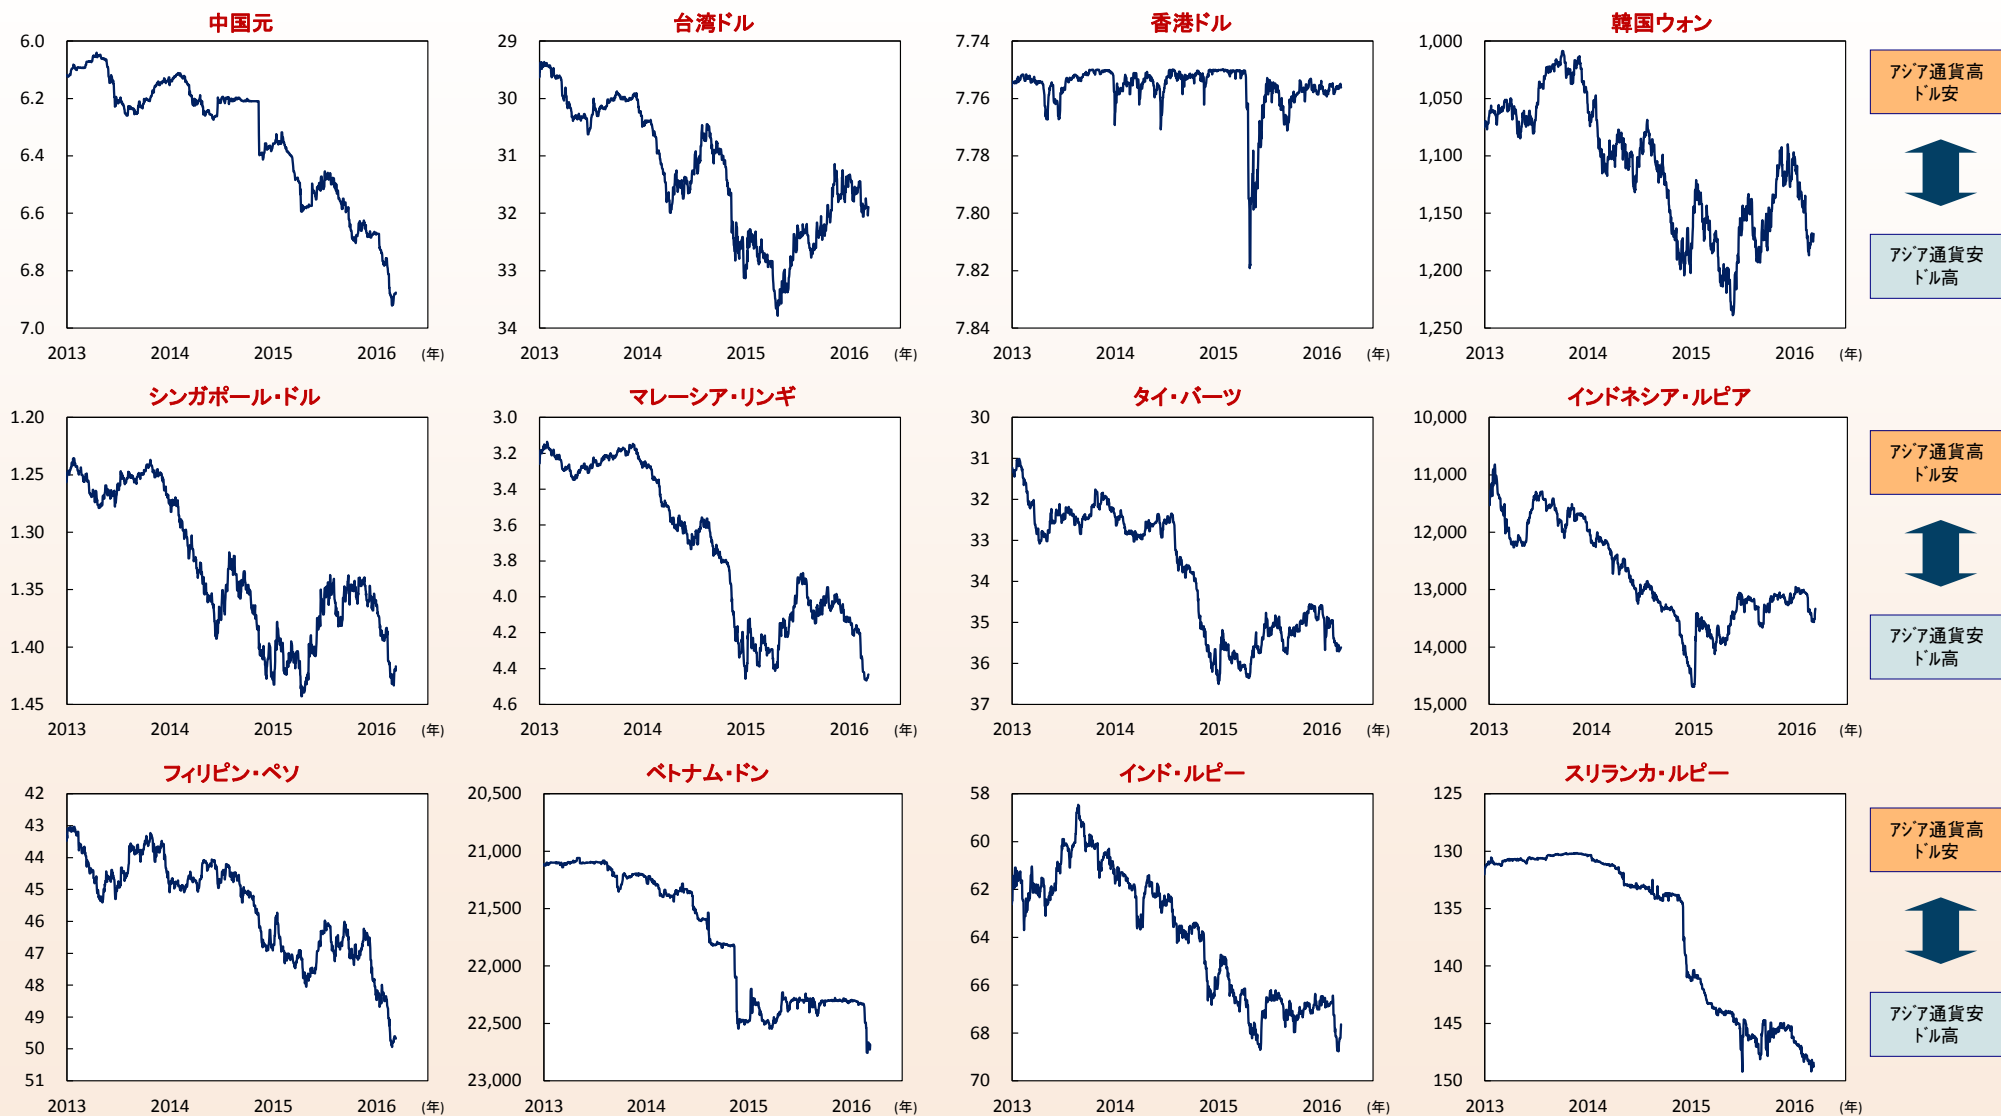 中国元
台湾ドル
香港ドル
韓国ウォン
6.0
6.2
6.4
6.6
6.8
7.0
2013 2014 2015 2016 (年)
29
30
31
32
33
34
2013 2014 2015 2016 (年)
7.74
7.76
7.78
7.80
7.82
7.84
2013 2014 2015 2016 (年)
1,000
1,050
1,100
1,150
1,200
1,250
2013 2014 2015 2016 (年)
アジア通貨高
ドル安
アジア通貨安
ドル高
シンガポール・ドル
マレーシア・リンギ
タイ・バーツ
インドネシア・ルピア
1.20
1.25
1.30
1.35
1.40
1.45
2013 2014 2015 2016 (年)
3.0
3.2
3.4
3.6
3.8
4.0
4.2
4.4
4.6
2013 2014 2015 2016 (年)
30
31
32
33
34
35
36
37
2013 2014 2015 2016 (年)
10,000
11,000
12,000
13,000
14,000
15,000
2013 2014 2015 2016 (年)
アジア通貨高
ドル安
アジア通貨安
ドル高
フィリピン・ペソ
ベトナム・ドン
インド・ルピー
スリランカ・ルピー
42
43
44
45
46
47
48
49
50
51
2013 2014 2015 2016 (年)
20,500
21,000
21,500
22,000
22,500
23,000
2013 2014 2015 2016 (年)
58
60
62
64
66
68
70
2013 2014 2015 2016 (年)
125
130
135
140
145
150
2013 2014 2015 2016 (年)
アジア通貨高
ドル安
アジア通貨安
ドル高